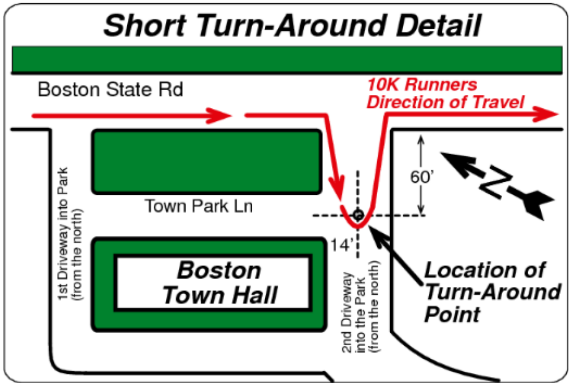 Short Turn-Around Detail
Boston State Rd
10K Runners
Direction of Travel
60'
N
Town Park Ln
14'
1st Driveway into Park
(from the north)
Boston
Town Hall
2nd Driveway
into the Park
(from the north)
Location of
Turn-Around
Point